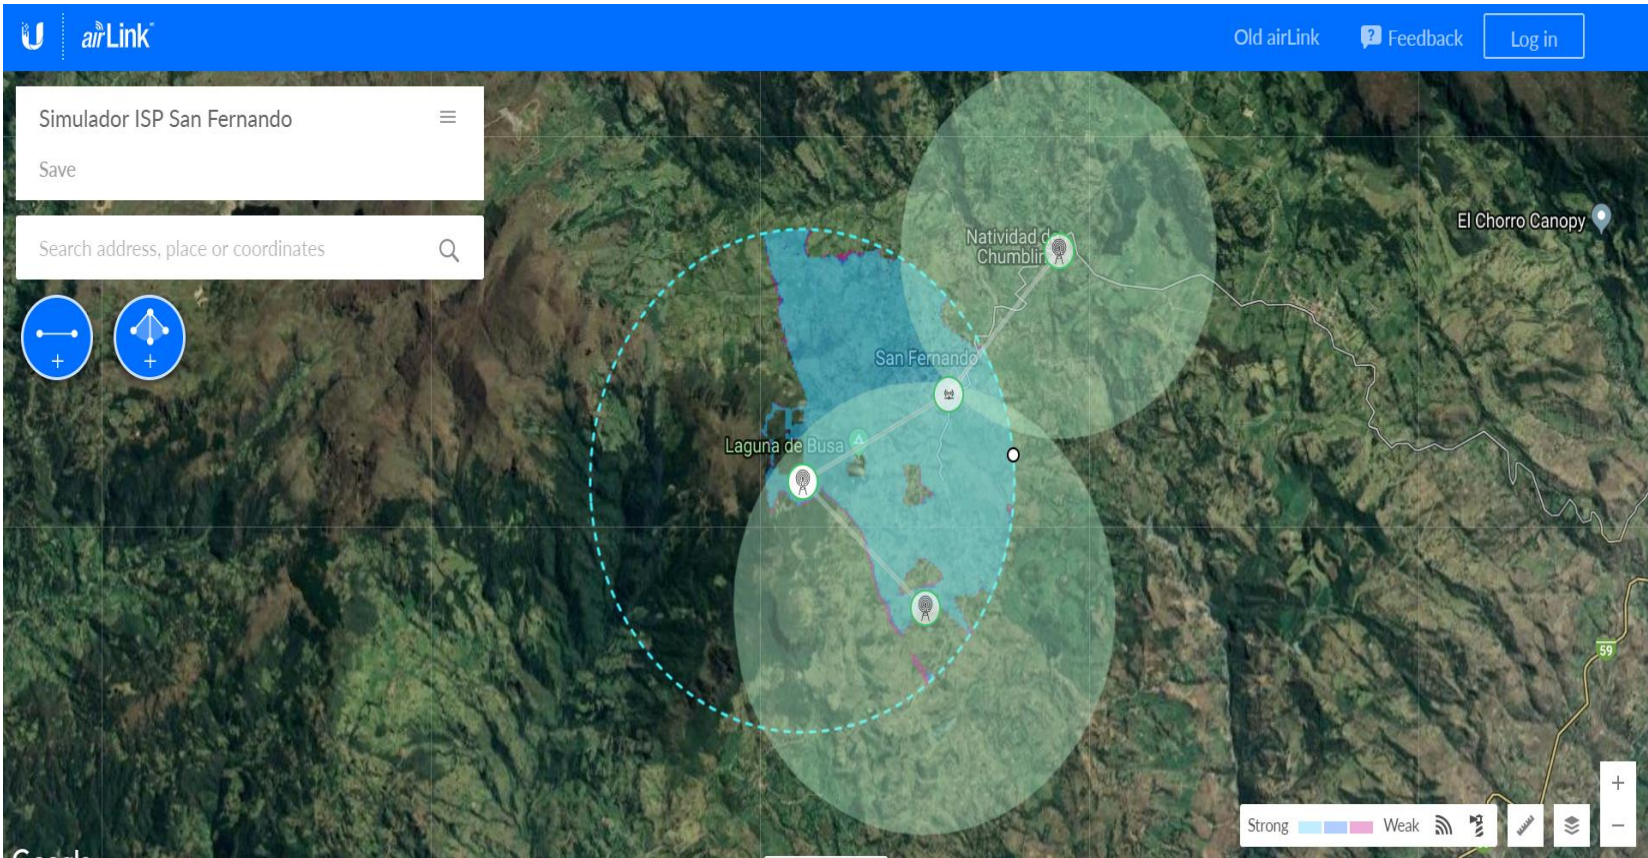 airLink
Old airLink
Feedback
Log in
Simulador ISP San Fernando
Save
Search address, place or coordinates
El Chorro Canopy
Natividad d
Chumblin
San Fernando
Laguna de Busa
59
Strong
Weak